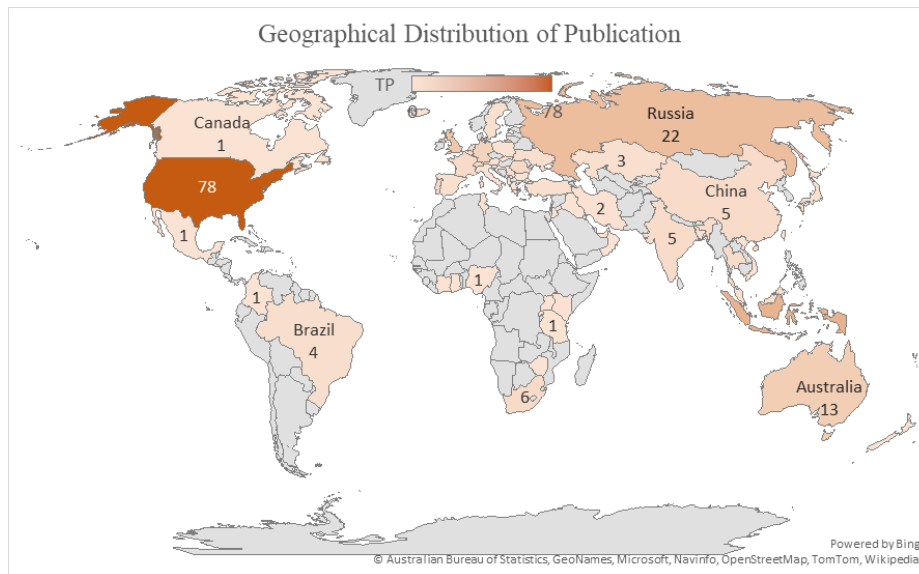 Geographical Distribution of Publication
TP
0
78
Canada
1
Russia
22
78
3
China
5
1
2
5
1
1
Brazil
4
1
6
Australia
13
Powered by Bing
© Australian Bureau of Statistics, GeoNames, Microsoft, Navinfo, OpenStreetMap, TomTom, Wikipedia